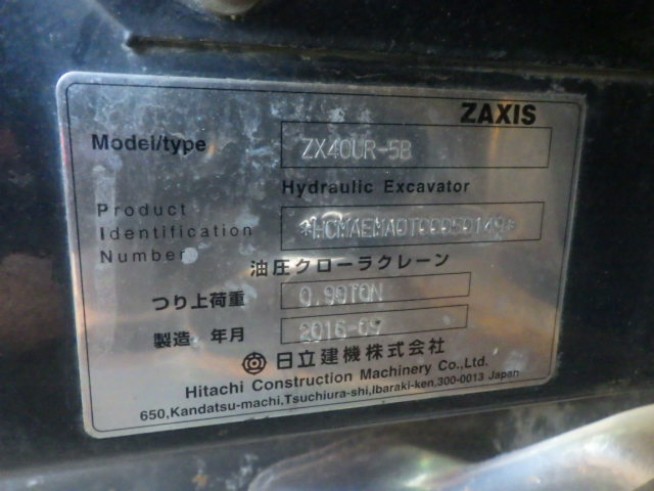 ZAXIS
Model/type ZX40UR-5B
Hydraulic Excavator
Product
Identification
Number
油圧クローラクレーン
つり上荷重 0.90TON
製造 年月
日立建機株式会社
Hitachi Construction Machinery Co.,Ltd.
650,Kandatsu-machi,Tsuchiura-shi,Ibaraki-ken,300-0013 Japan